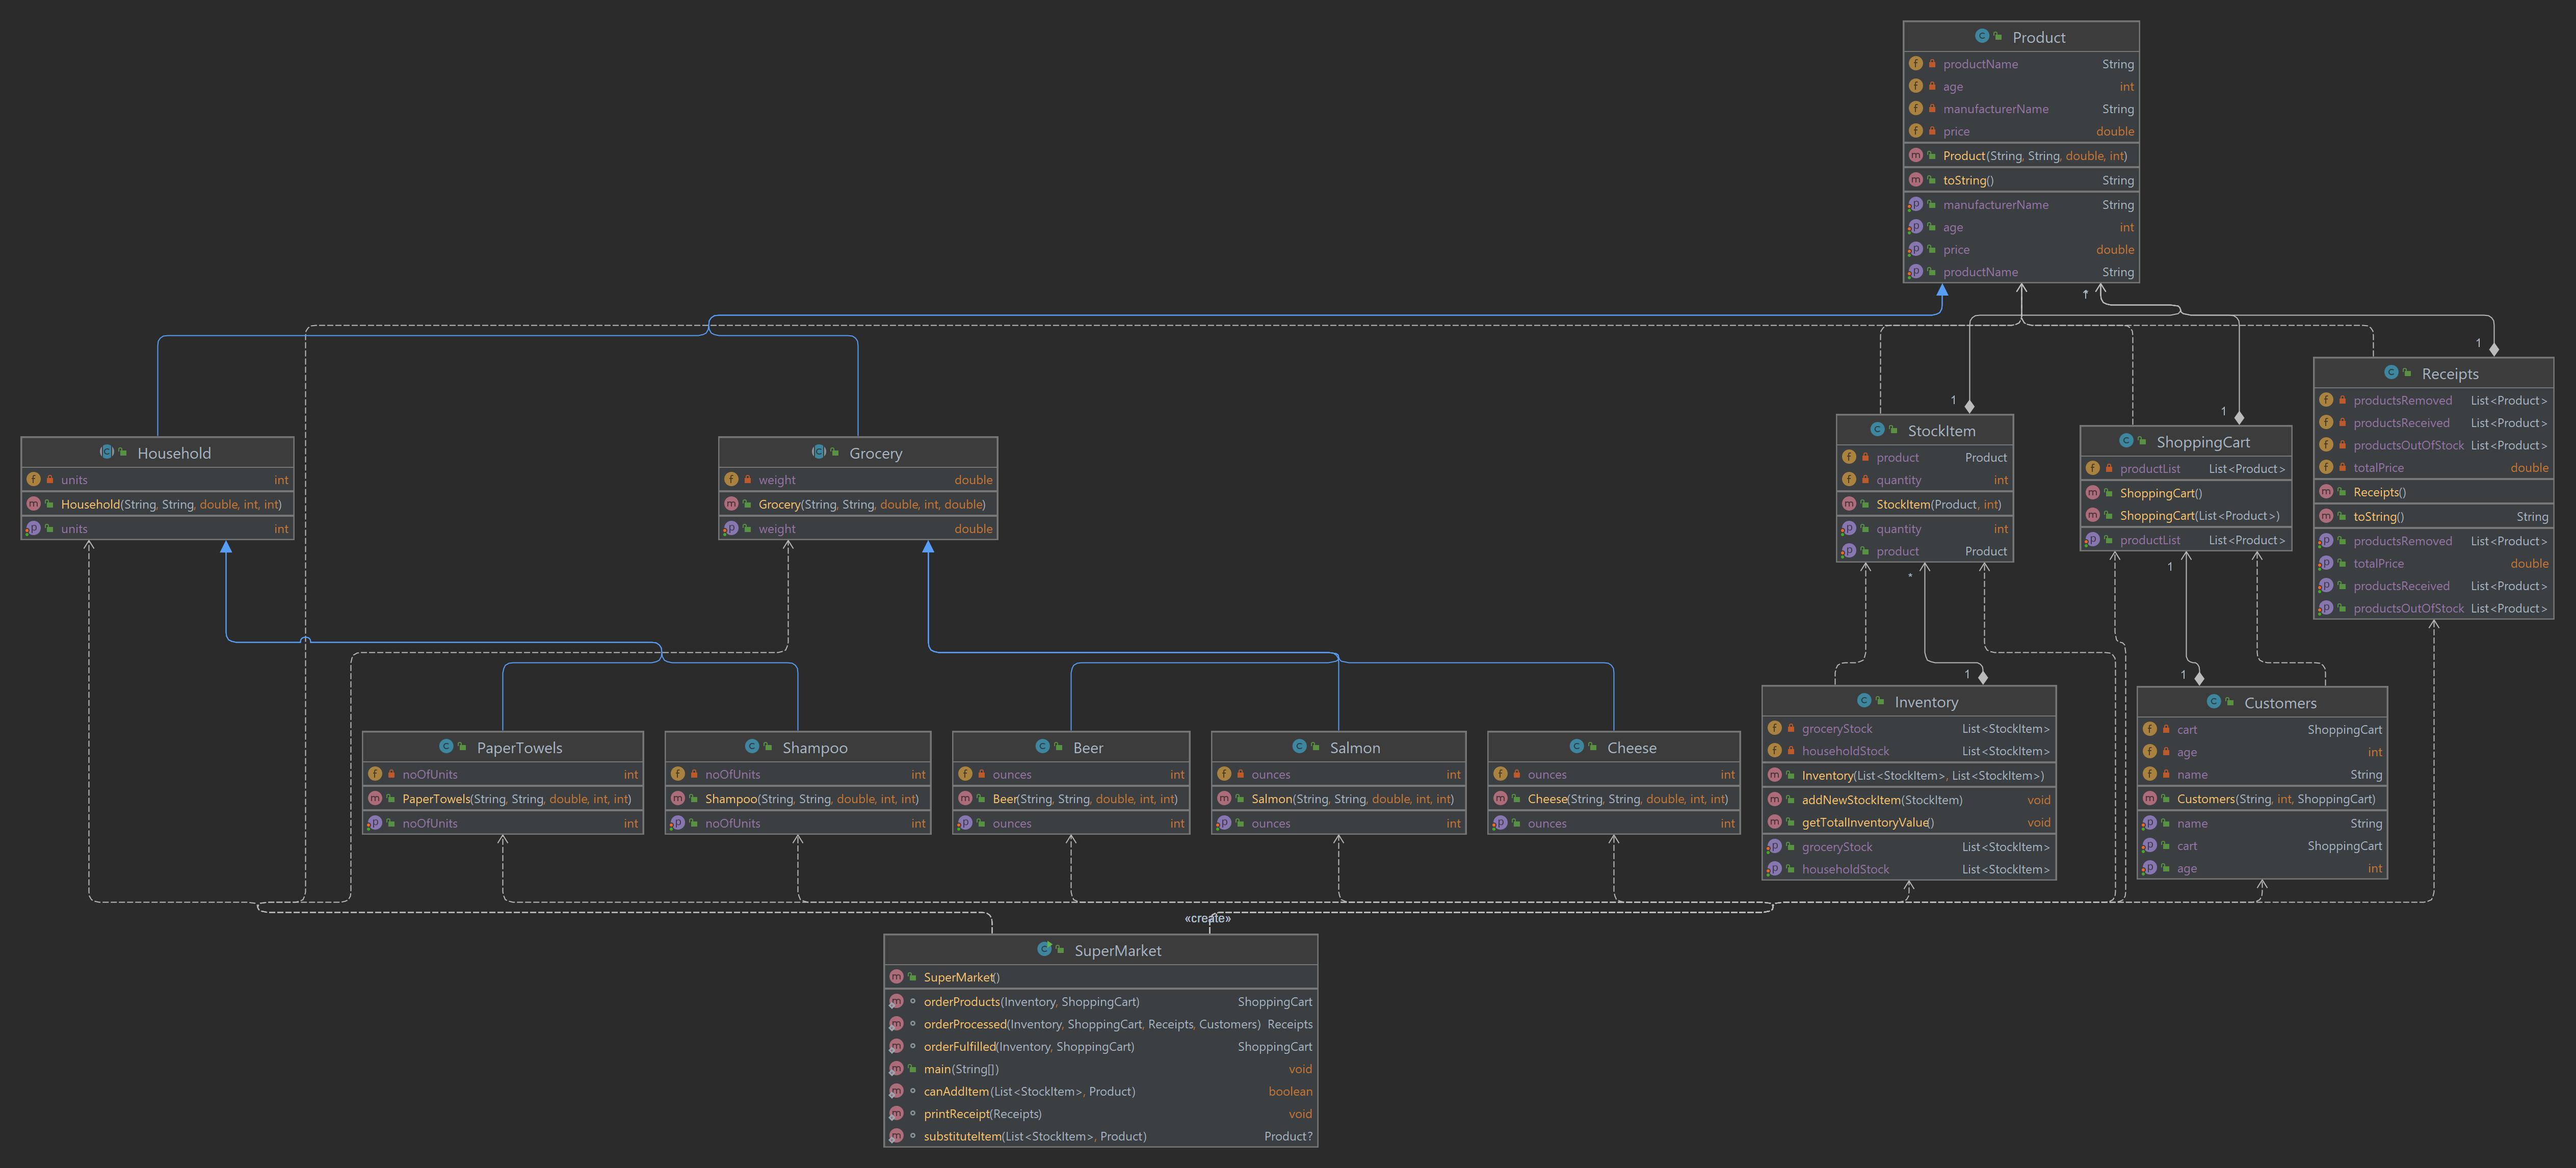 Product
productName String
age int
manufacturerName String
price double
Product(String, String, double, int)
toString() String
manufacturerName String
age int
price double
productName String
*
1
1
1
Receipts
productsRemoved List<Product>
productsReceived List<Product>
productsOutOfStock List<Product>
totalPrice double
Receipts()
toString() String
productsRemoved List<Product>
totalPrice double
productsReceived List<Product>
productsOutOfStock List<Product>
Household
units int
Household(String, String, double, int, int)
units int
Grocery
weight double
Grocery(String, String, double, int, double)
weight double
StockItem
product Product
quantity int
StockItem(Product, int)
quantity int
product Product
ShoppingCart
productList List<Product>
ShoppingCart()
ShoppingCart(List<Product>)
productList List<Product>
*
1
1
1
PaperTowels
noOfUnits int
PaperTowels(String, String, double, int, int)
noOfUnits int
Shampoo
noOfUnits int
Shampoo(String, String, double, int, int)
noOfUnits int
Beer
ounces int
Beer(String, String, double, int, int)
ounces int
Salmon
ounces int
Salmon(String, String, double, int, int)
ounces int
Cheese
ounces int
Cheese(String, String, double, int, int)
ounces int
Inventory
groceryStock List<StockItem>
householdStock List<StockItem>
Inventory(List<StockItem>, List<StockItem>)
addNewStockItem(StockItem) void
getTotalInventoryValue() void
groceryStock List<StockItem>
householdStock List<StockItem>
Customers
cart ShoppingCart
age int
name String
Customers(String, int, ShoppingCart)
name String
cart ShoppingCart
age int
«create»
SuperMarket
SuperMarket()
orderProducts(Inventory, ShoppingCart) ShoppingCart
orderProcessed(Inventory, ShoppingCart, Receipts, Customers) Receipts
orderFulfilled(Inventory, ShoppingCart) ShoppingCart
main(String[]) void
canAddItem(List<StockItem>, Product) boolean
printReceipt(Receipts) void
substituteItem(List<StockItem>, Product) Product?